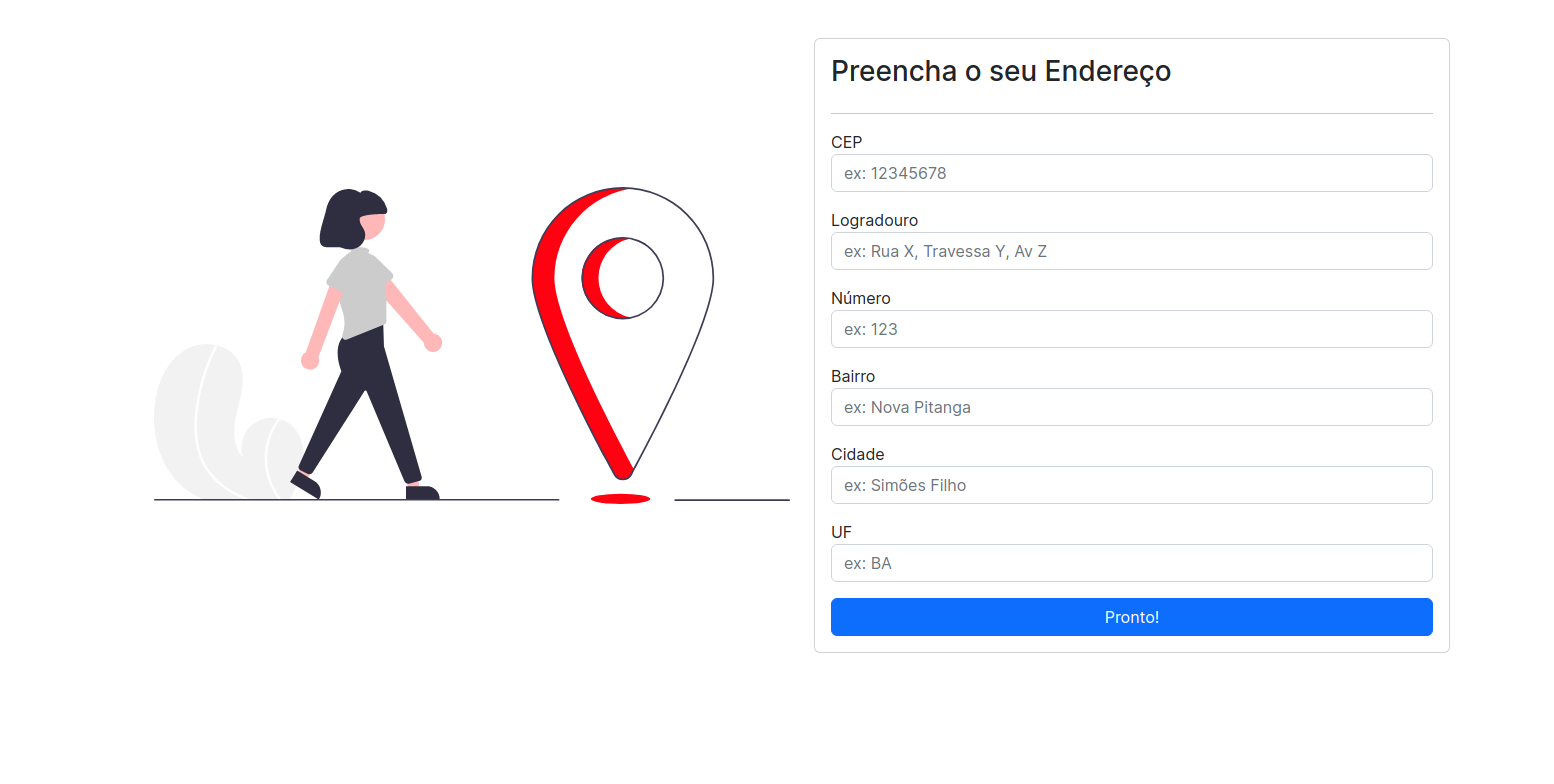 Preencha o seu Endereço
CEP
ex: 12345678
Logradouro
ex: Rua X, Travessa Y, Av Z
Número
ex: 123
Bairro
ex: Nova Pitanga
Cidade
ex: Simões Filho
UF
ex: BA
Pronto!